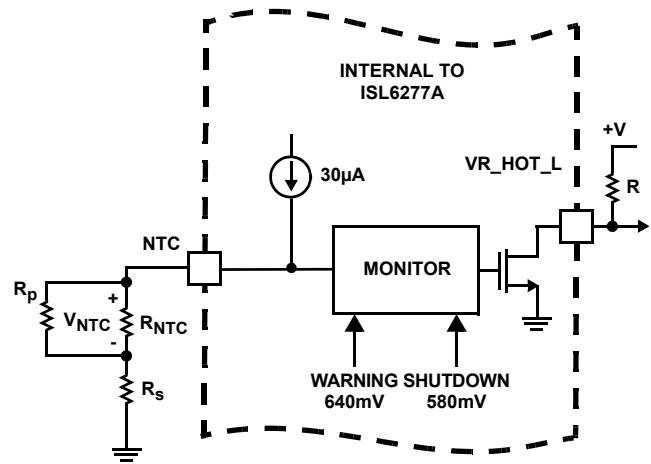 INTERNAL TO
ISL6277A
+V
VR_HOT_L
R
30µA
NTC
MONITOR
Rp
+
VNTC
RNTC
-
Rs
WARNING SHUTDOWN
640mV 580mV